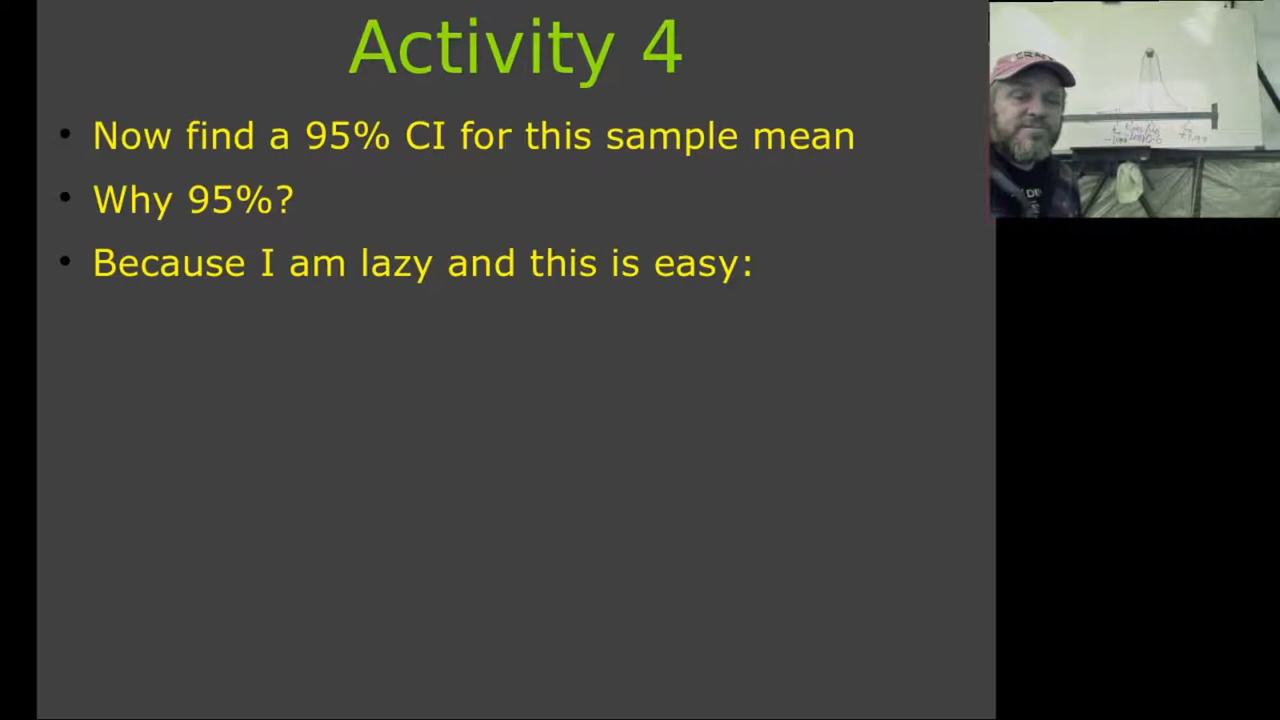 Activity 4
Now find a 95% CI for this sample mean
Why 95%?
Because I am lazy and this is easy: